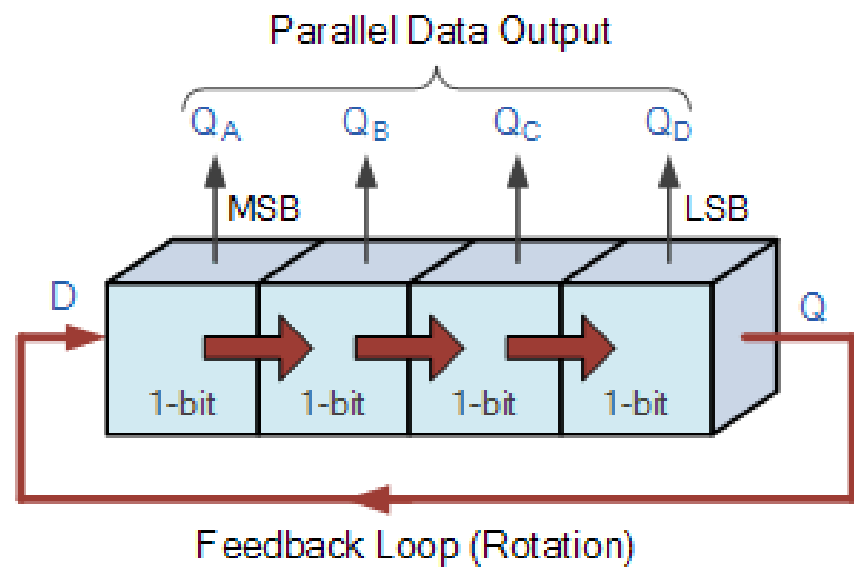 Parallel Data Output
QA QB QC QD
MSB LSB
D Q
1-bit 1-bit 1-bit 1-bit
Feedback Loop (Rotation)